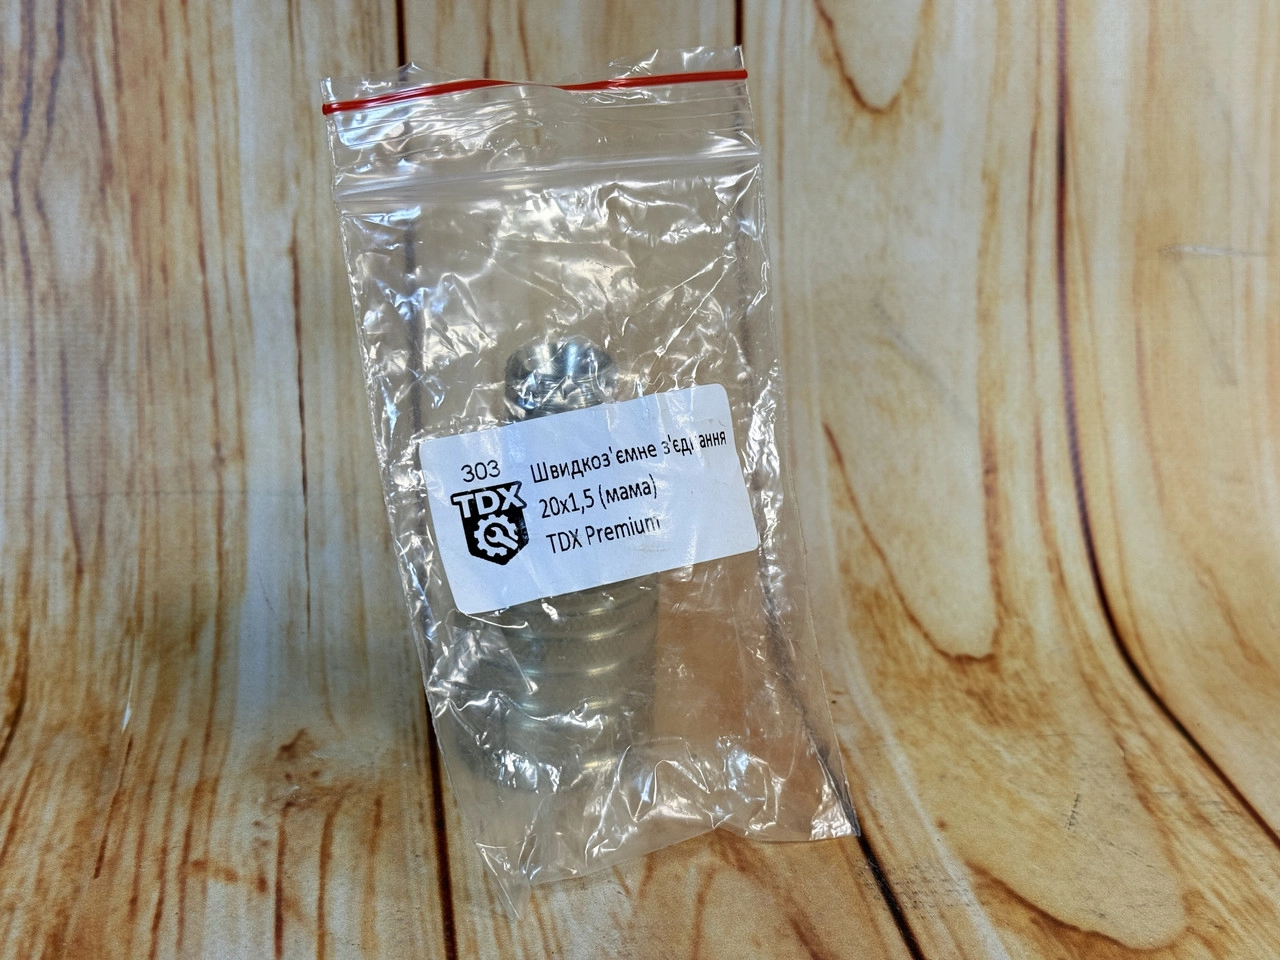 303
TDX
Швидкоз'ємне з'єднання
20х1,5 (мама)
TDX Premium